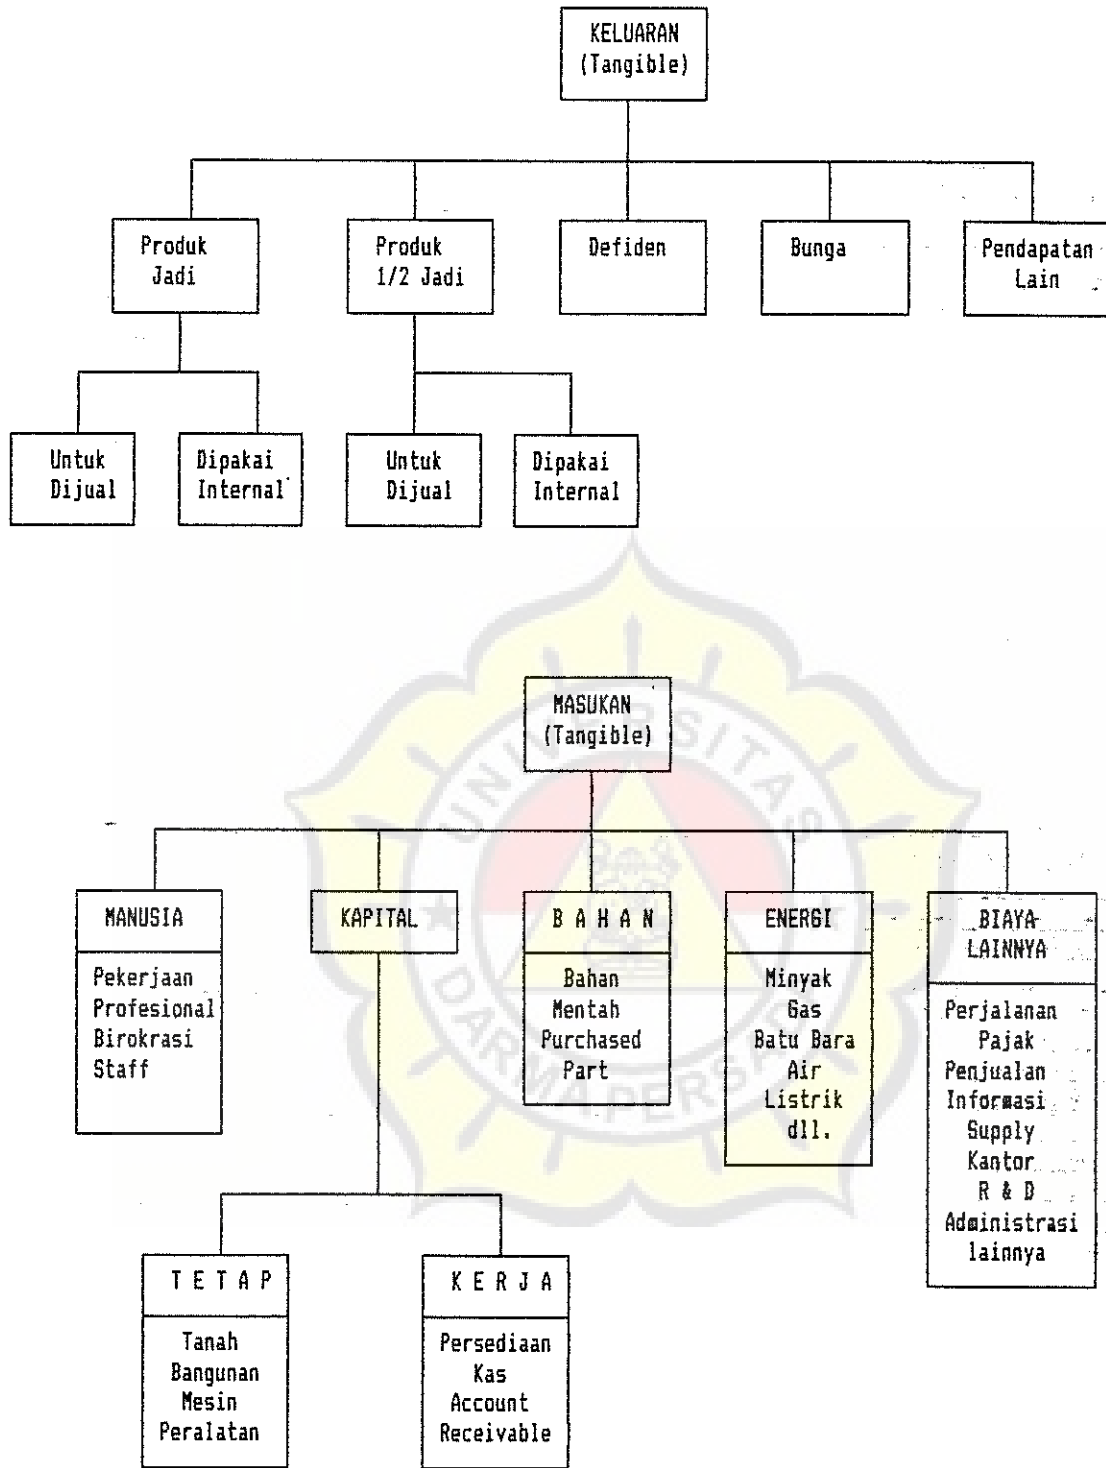 KELUARAN
(Tangible)
Produk
Jadi
Produk
1/2 Jadi
Defiden
Bunga
Pendapatan
Lain
Untuk
Dijual
Dipakai
Internal
Untuk
Dijual
Dipakai
Internal
MASUKAN
(Tangible)
MANUSIA
Pekerjaan
Profesional
Birokrasi
Staff
KAPITAL
B A H A N
Bahan
Mentah
Purchased
Part
ENERGI
Minyak
Gas
Batu Bara
Air
Listrik
dll.
BIAYA
LAINNYA
Perjalanan
Pajak
Penjualan
Informasi
Supply
Kantor
R & D
Administrasi
lainnya
T E T A P
Tanah
Bangunan
Mesin
Peralatan
K E R J A
Persediaan
Kas
Account
Receivable
UNIVERSITAS
DARMA PERSADA